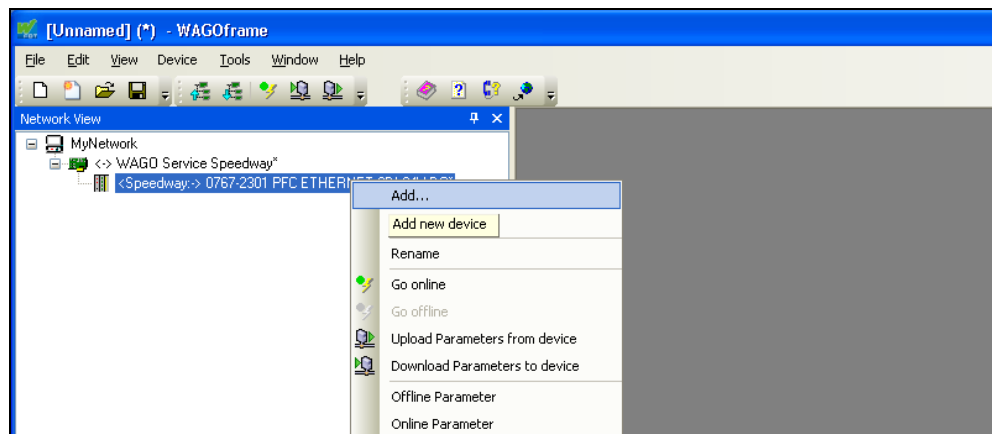 [Unnamed] (*) - WAGOframe
File Edit View Device Tools Window Help
Network View
MyNetwork
<-> WAGO Service Speedway*
<Speedway:-> 0767-2301 PFC ETHERNET
Add...
Add new device
Rename
Go online
Go offline
Upload Parameters from device
Download Parameters to device
Offline Parameter
Online Parameter